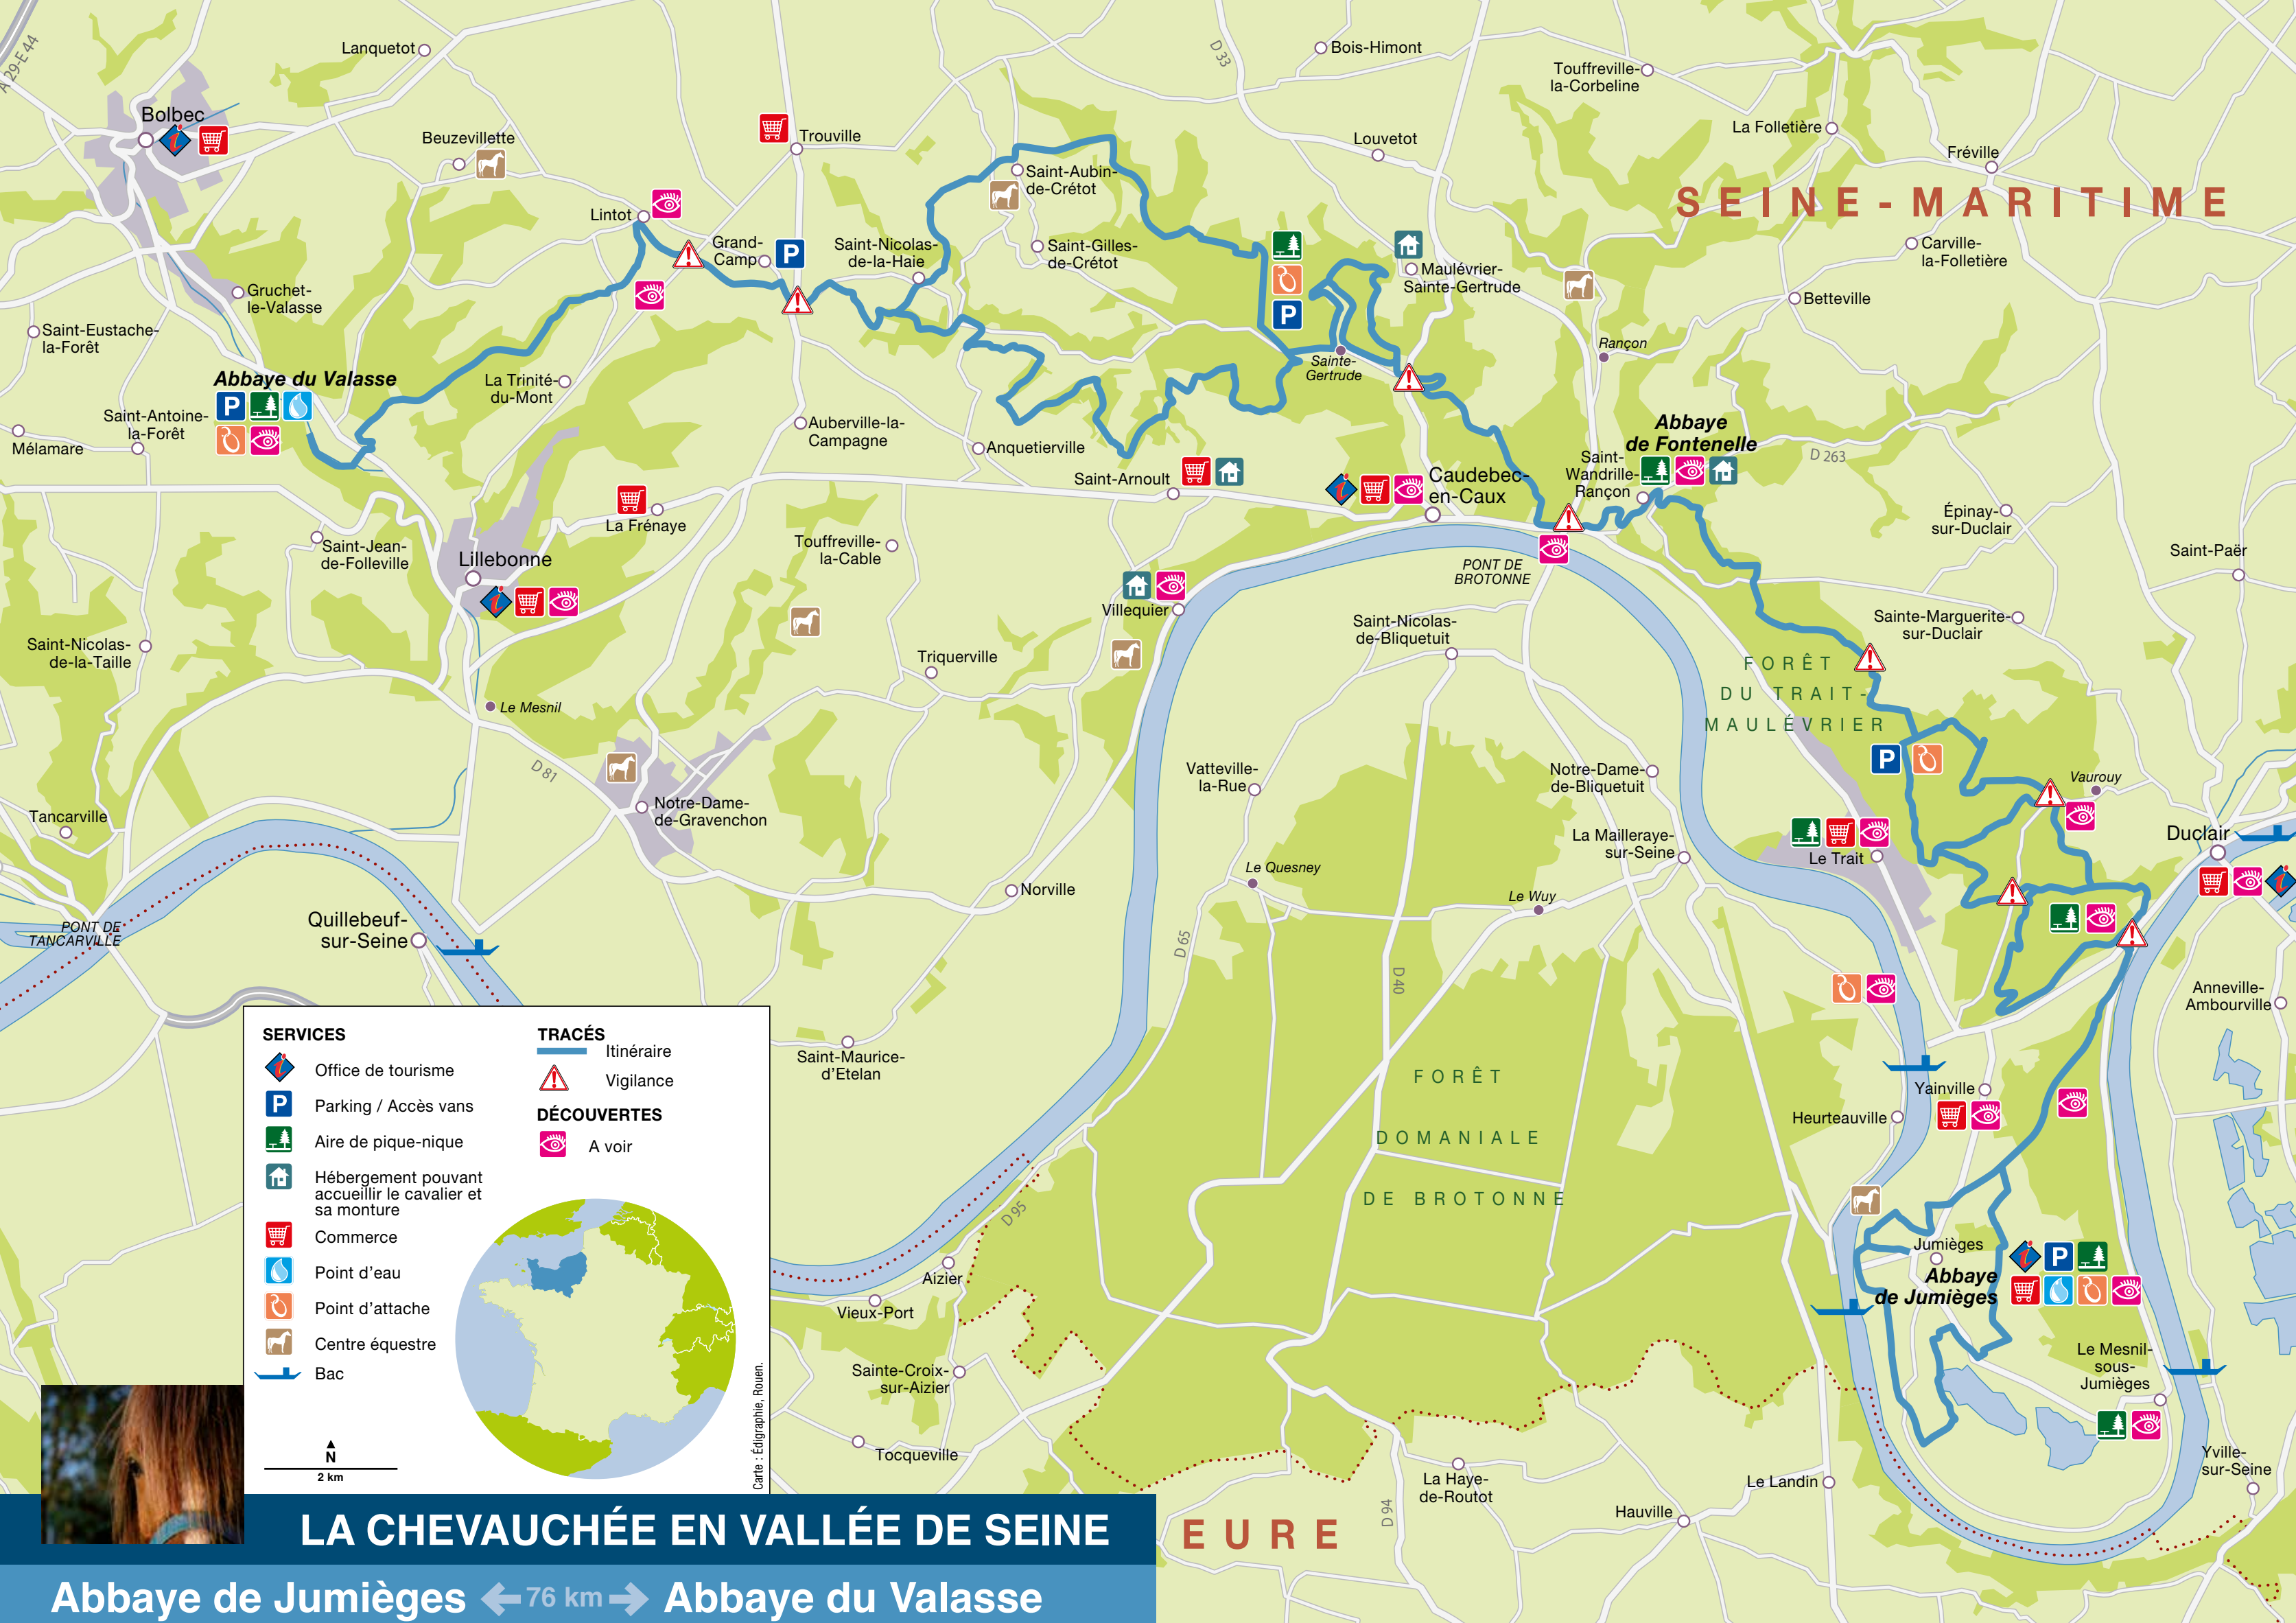 A 29-E 44
Lanquetot
D 33
Bois-Himont
Touffreville-
la-Corbeline
Bolbec
Beuzevillette
Trouville
Louvetot
La Folletière
Fréville
Saint-Aubin-
de-Crétot
SEINE-MARITIME
Lintot
Grand-
Camp
P
Saint-Nicolas-
de-la-Haie
Saint-Gilles-
de-Crétot
Maulévrier-
Sainte-Gertrude
Carville-
la-Folletière
Gruchet-
le-Valasse
P
Betteville
Saint-Eustache-
la-Forêt
Sainte-
Gertrude
Rançon
Abbaye du Valasse
P
La Trinité-
du-Mont
Saint-Antoine-
la-Forêt
Mélamare
Auberville-la-
Campagne
Anquetierville
Abbaye
de Fontenelle
D 263
Saint-
Wandrille-
Rançon
Saint-Arnoult
Caudebec-
en-Caux
La Frénaye
Épinay-
sur-Duclair
Saint-Jean-
de-Folleville
Lillebonne
Touffreville-
la-Cable
PONT DE
BROTONNE
Saint-Paër
Villequier
Saint-Nicolas-
de-Bliquetuit
Sainte-Marguerite-
sur-Duclair
Saint-Nicolas-
de-la-Taille
Triquerville
FORÊT
DU TRAIT-
MAULÉVRIER
Le Mesnil
D 81
Vatteville-
la-Rue
Notre-Dame-
de-Bliquetuit
P
Vaurouy
Tancarville
Notre-Dame-
de-Gravenchon
La Mailleraye-
sur-Seine
Le Trait
Duclair
Le Quesney
Le Wuy
Norville
PONT DE
TANCARVILLE
Quillebeuf-
sur-Seine
D 65
D 40
Anneville-
Ambourville
Saint-Maurice-
d'Etelan
FORÊT
DOMANIALE
DE BROTONNE
Yainville
Heurteauville
D 95
Jumièges
Abbaye
de Jumièges
P
Aizier
Vieux-Port
Le Mesnil-
sous-
Jumièges
Sainte-Croix-
sur-Aizier
Tocqueville
La Haye-
de-Routot
D 94
Le Landin
Hauville
Yville-
sur-Seine
EURE
SERVICES
Office de tourisme
P
Parking / Accès vans
Aire de pique-nique
Hébergement pouvant
accueillir le cavalier et
sa monture
Commerce
Point d'eau
Point d'attache
Centre équestre
Bac
TRACÉS
Itinéraire
Vigilance
DÉCOUVERTES
A voir
N
2 km
Carte : Édigraphie, Rouen.
LA CHEVAUCHÉE EN VALLÉE DE SEINE
Abbaye de Jumièges 76 km Abbaye du Valasse